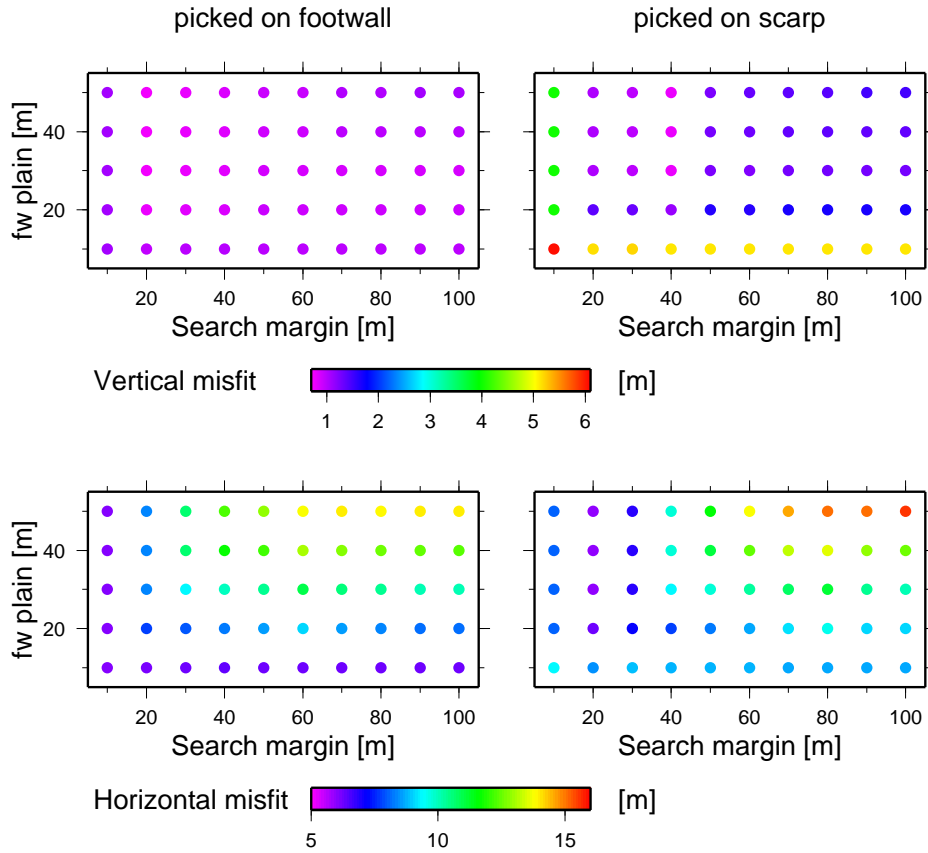 picked on footwall
picked on scarp
fw plain [m]
40
20
20 40 60 80 100
Search margin [m]
20 40 60 80 100
Search margin [m]
Vertical misfit
[m]
1 2 3 4 5 6
fw plain [m]
40
20
20 40 60 80 100
Search margin [m]
20 40 60 80 100
Search margin [m]
Horizontal misfit
[m]
5 10 15